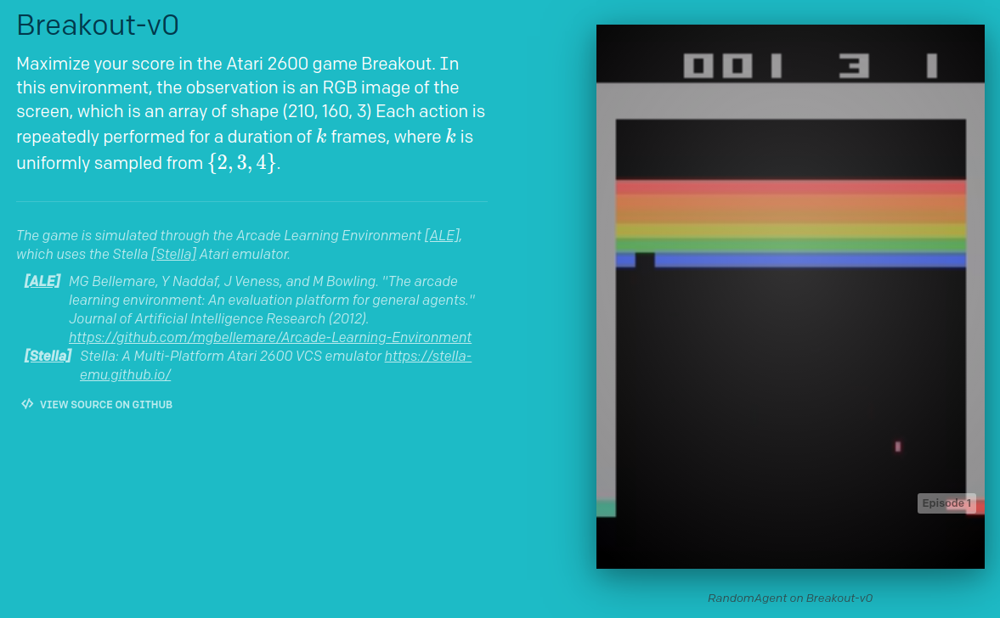 Breakout-v0
Maximize your score in the Atari 2600 game Breakout. In
this environment, the observation is an RGB image of the
screen, which is an array of shape (210, 160, 3) Each action is
repeatedly performed for a duration of k frames, where k is
uniformly sampled from {2, 3, 4}.
The game is simulated through the Arcade Learning Environment [ALE],
which uses the Stella [Stella] Atari emulator.
[ALE] MG Bellemare, Y Naddaf, J Veness, and M Bowling. "The arcade
learning environment: An evaluation platform for general agents."
Journal of Artificial Intelligence Research (2012).
https://github.com/mgbellemare/Arcade-Learning-Environment
[Stella] Stella: A Multi-Platform Atari 2600 VCS emulator https://stella-
emu.github.io/
VIEW SOURCE ON GITHUB
001 3 1
Episode 1
RandomAgent on Breakout-v0